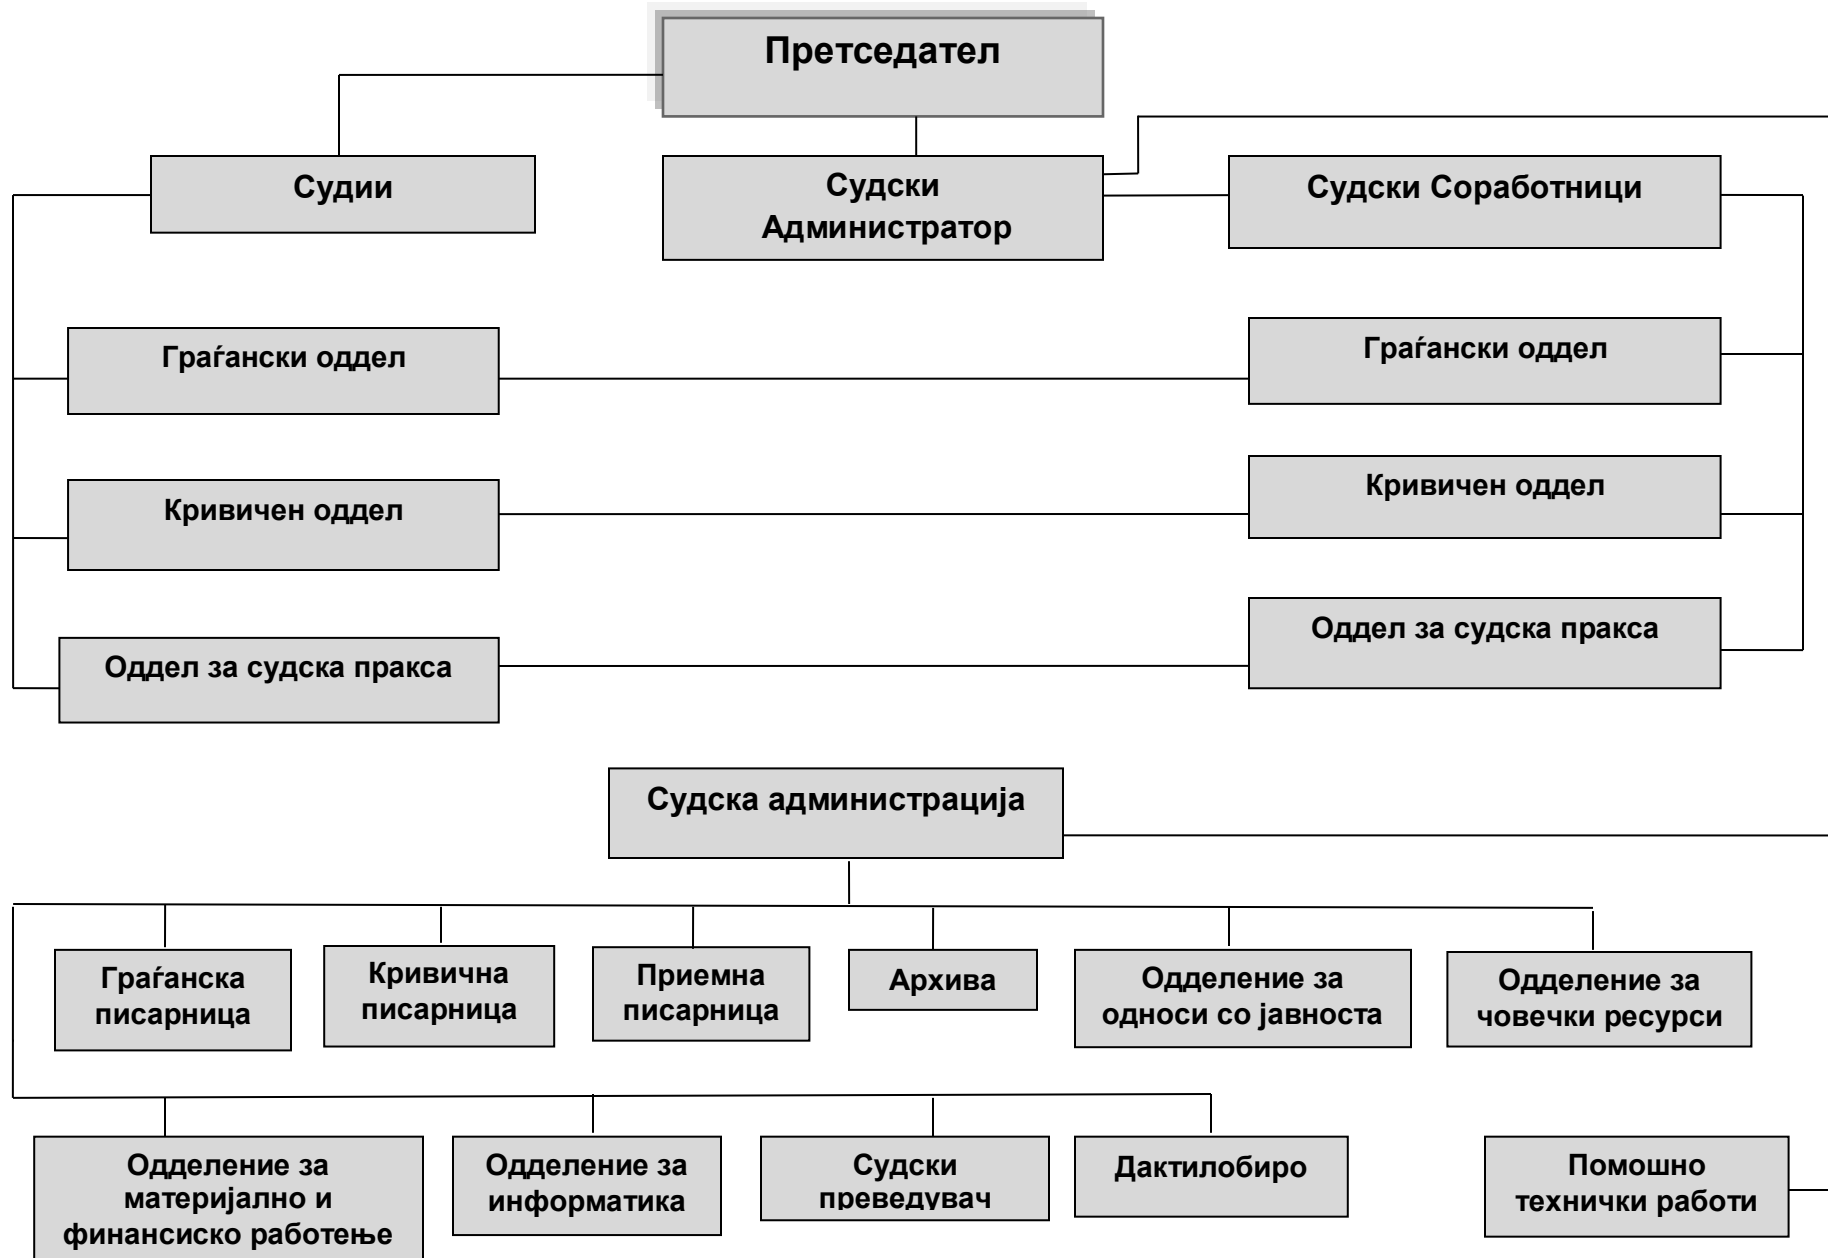 Претседател
Судии
Судски
Администратор
Судски Соработници
Граѓански оддел
Граѓански оддел
Кривичен оддел
Кривичен оддел
Оддел за судска пракса
Оддел за судска пракса
Судска администрација
Граѓанска
писарница
Кривична
писарница
Приемна
писарница
Архива
Одделение за
односи со јавноста
Одделение за
човечки ресурси
Одделение за
материјално и
финансиско работење
Одделение за
информатика
Судски
преведувач
Дактилобиро
Помошно
технички работи